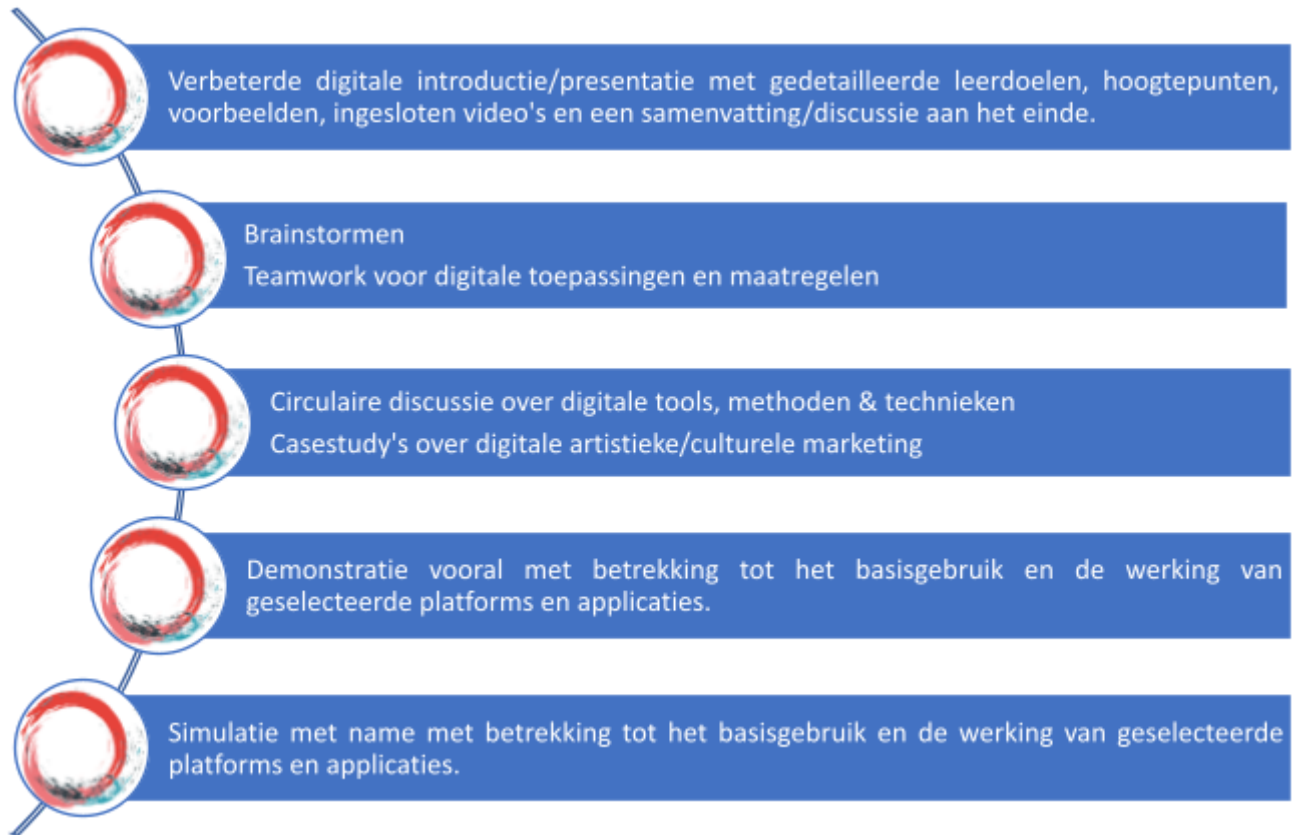 Verbeterde digitale introductie/presentatie met gedetailleerde leerdoelen, hoogtepunten,
voorbeelden, ingesloten video's en een samenvatting/discussie aan het einde.
Brainstormen
Teamwork voor digitale toepassingen en maatregelen
Circulaire discussie over digitale tools, methoden & technieken
Casestudy's over digitale artistieke/culturele marketing
Demonstratie vooral met betrekking tot het basisgebruik en de werking van
geselecteerde platforms en applicaties.
Simulatie met name met betrekking tot het basisgebruik en de werking van geselecteerde
platforms en applicaties.